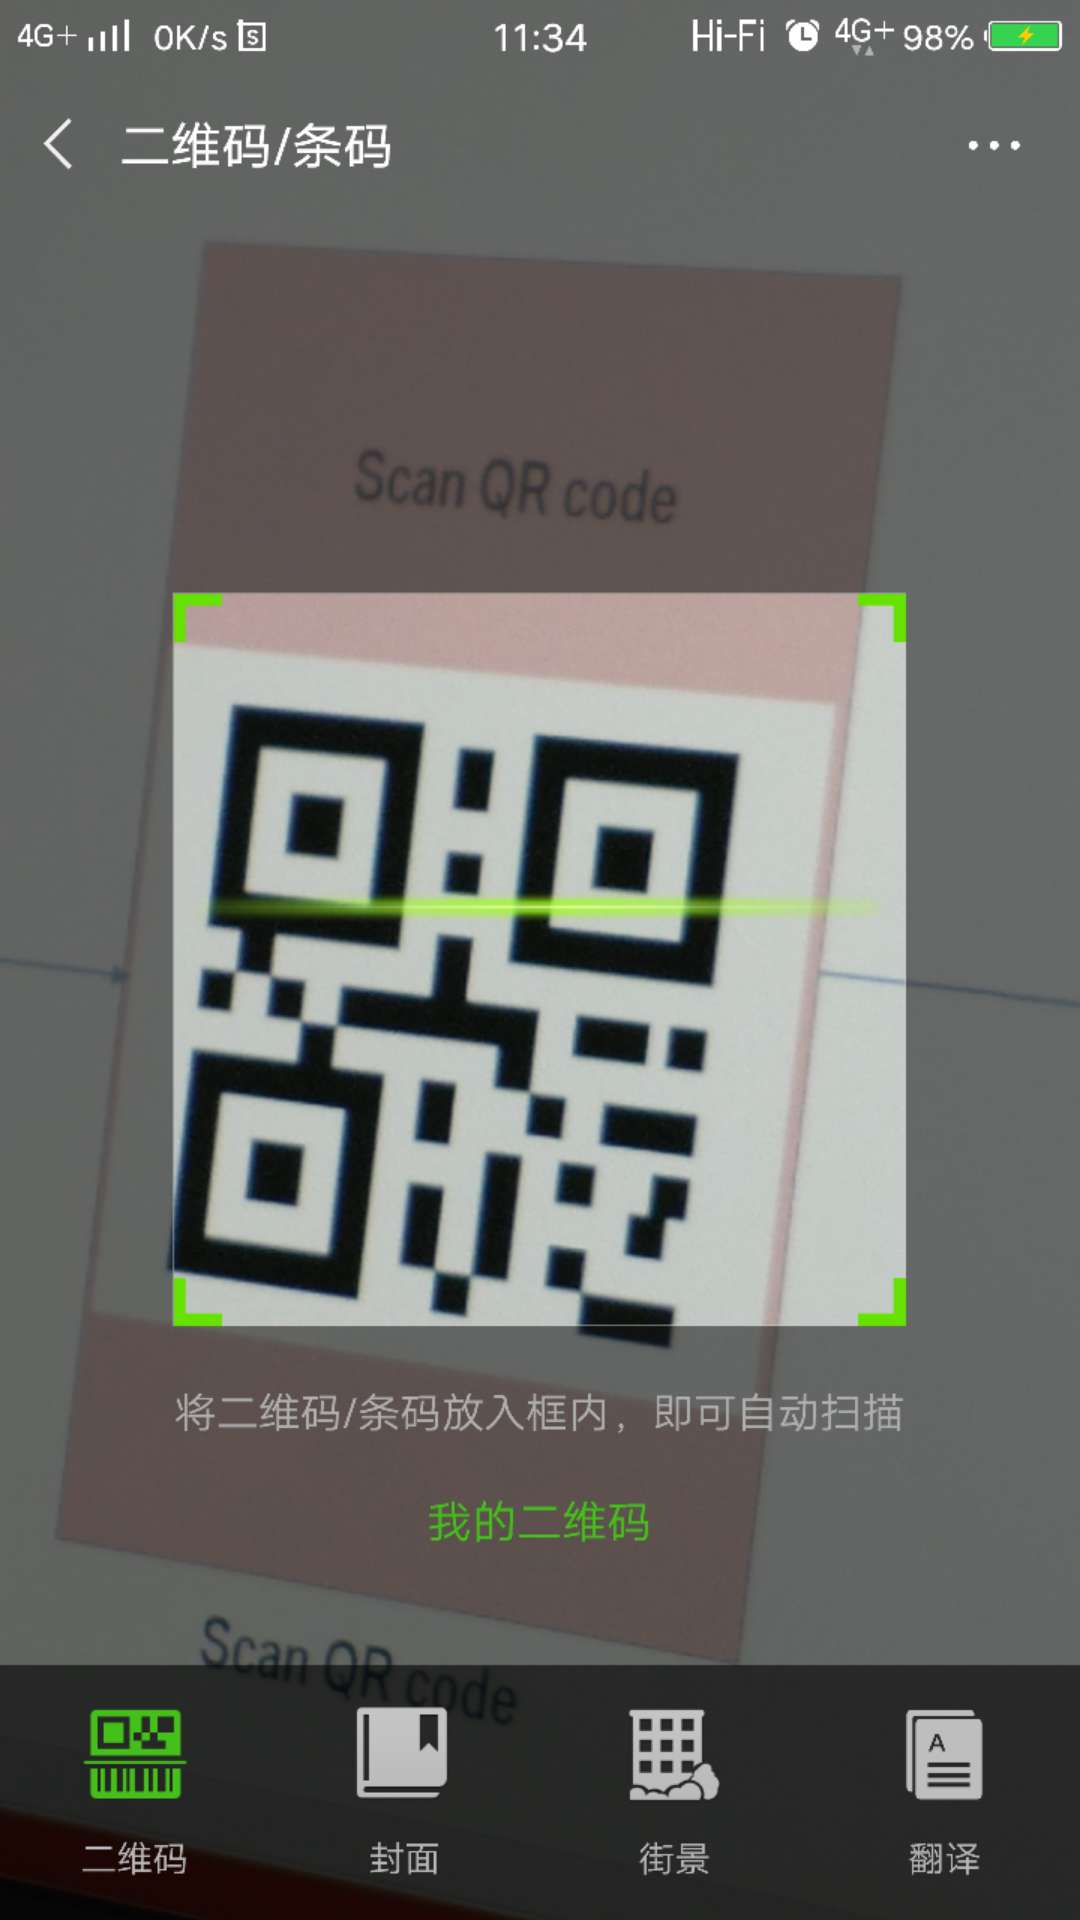 4G+ 0K/s S 11:34 Hi-Fi 4G+ 98%
二维码/条码
Scan QR code
将二维码/条码放入框内，即可自动扫描
我的二维码
Scan QR code
A
二维码 封面 街景 翻译